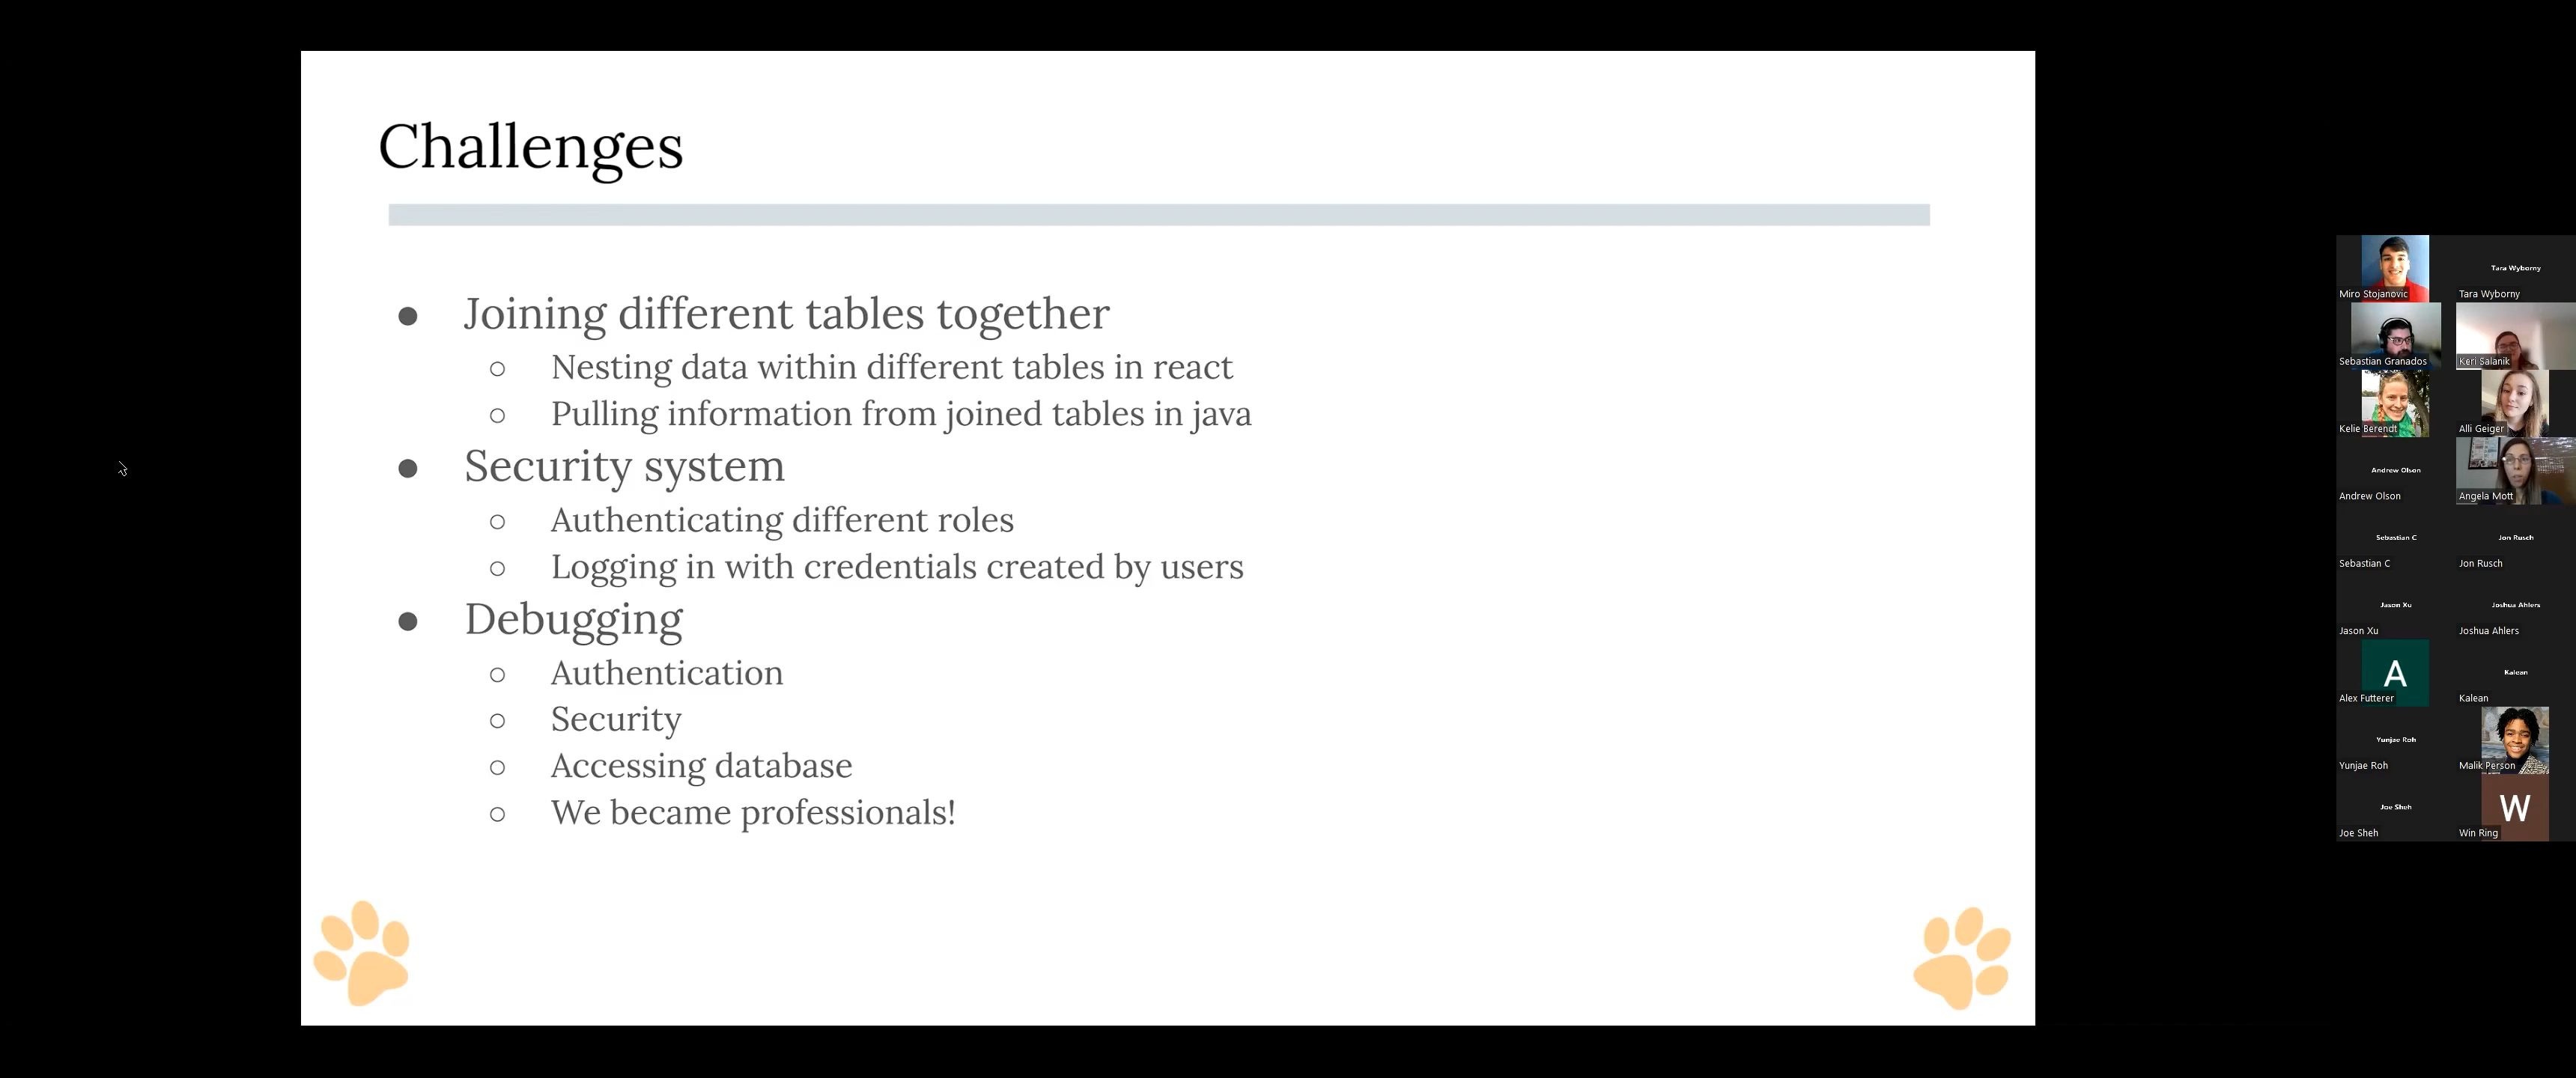 Challenges
● Joining different tables together
○ Nesting data within different tables in react
○ Pulling information from joined tables in java
● Security system
○ Authenticating different roles
○ Logging in with credentials created by users
● Debugging
○ Authentication
○ Security
○ Accessing database
○ We became professionals!
Miro Stojanovic
Tara Wyborny
Tara Wyborny
Sebastian Granados
Keri Salanik
Kelie Berendt
Alli Geiger
Andrew Olson
Andrew Olson
Angela Mott
Sebastian C
Sebastian C
Jon Rusch
Jon Rusch
Jason Xu
Jason Xu
Joshua Ahlers
Joshua Ahlers
A
Alex Futterer
Kalean
Kalean
Yunjae Roh
Yunjae Roh
Malik Person
Joe Sheh
Joe Sheh
W
Win Ring